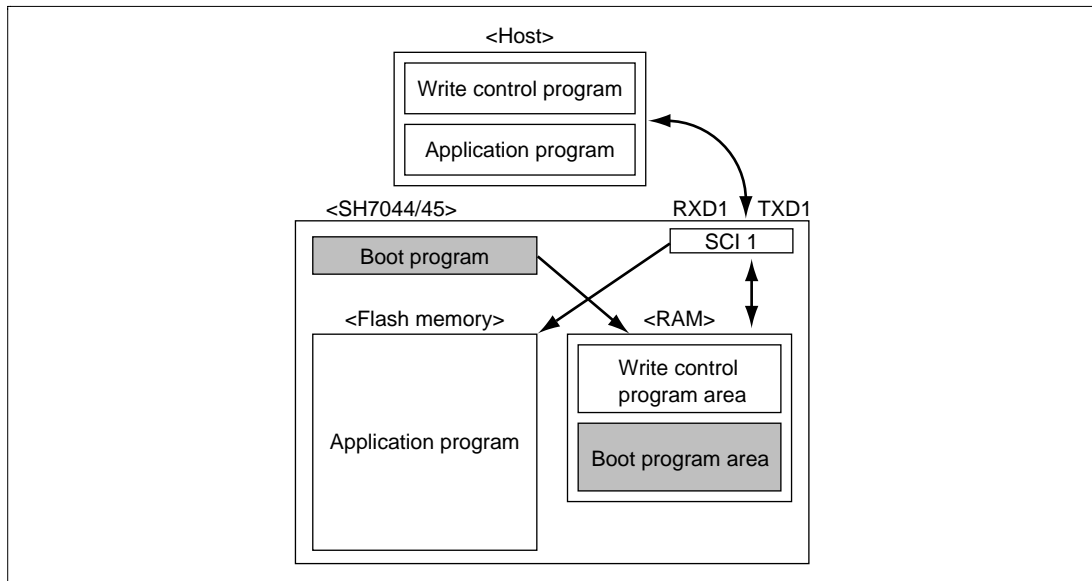 <Host>
Write control program
Application program
<SH7044/45>
RXD1
TXD1
SCI 1
Boot program
<Flash memory>
<RAM>
Write control
program area
Application program
Boot program area